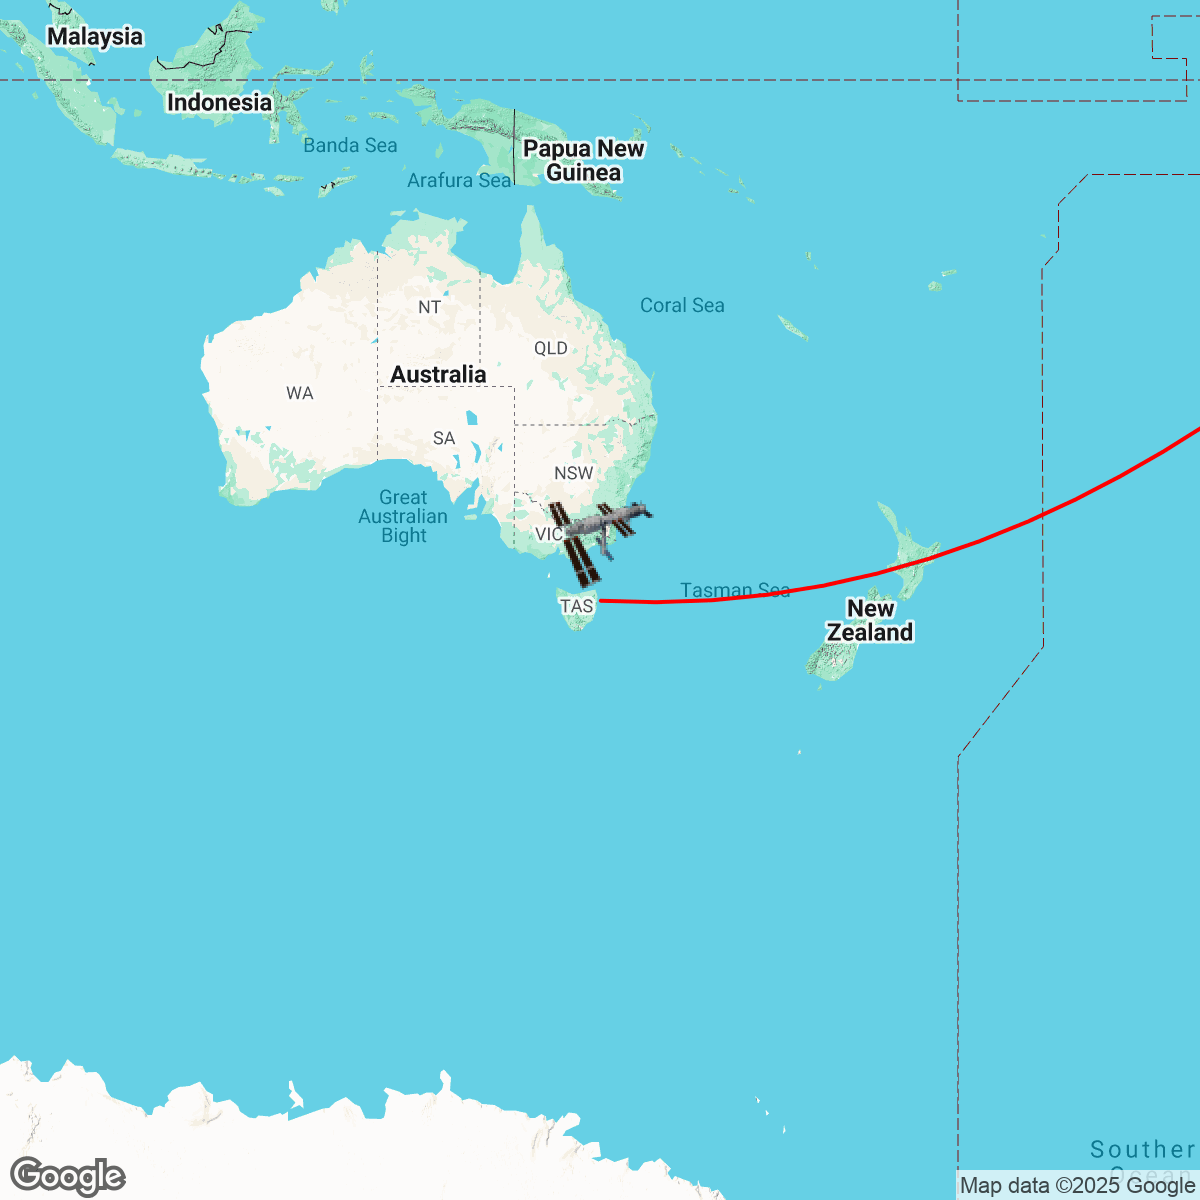 Malaysia
Indonesia
Banda Sea
Papua New
Guinea
Arafura Sea
Coral Sea
NT
QLD
Australia
WA
SA
NSW
Great
Australian
Bight
VIC
Tasman Sea
TAS
New
Zealand
Souther
Ocean
Google
Map data ©2025 Google